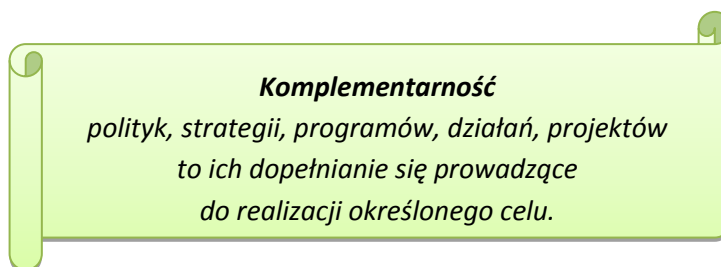 Komplementarność
polityk, strategii, programów, działań, projektów
to ich dopełnianie się prowadzące
do realizacji określonego celu.